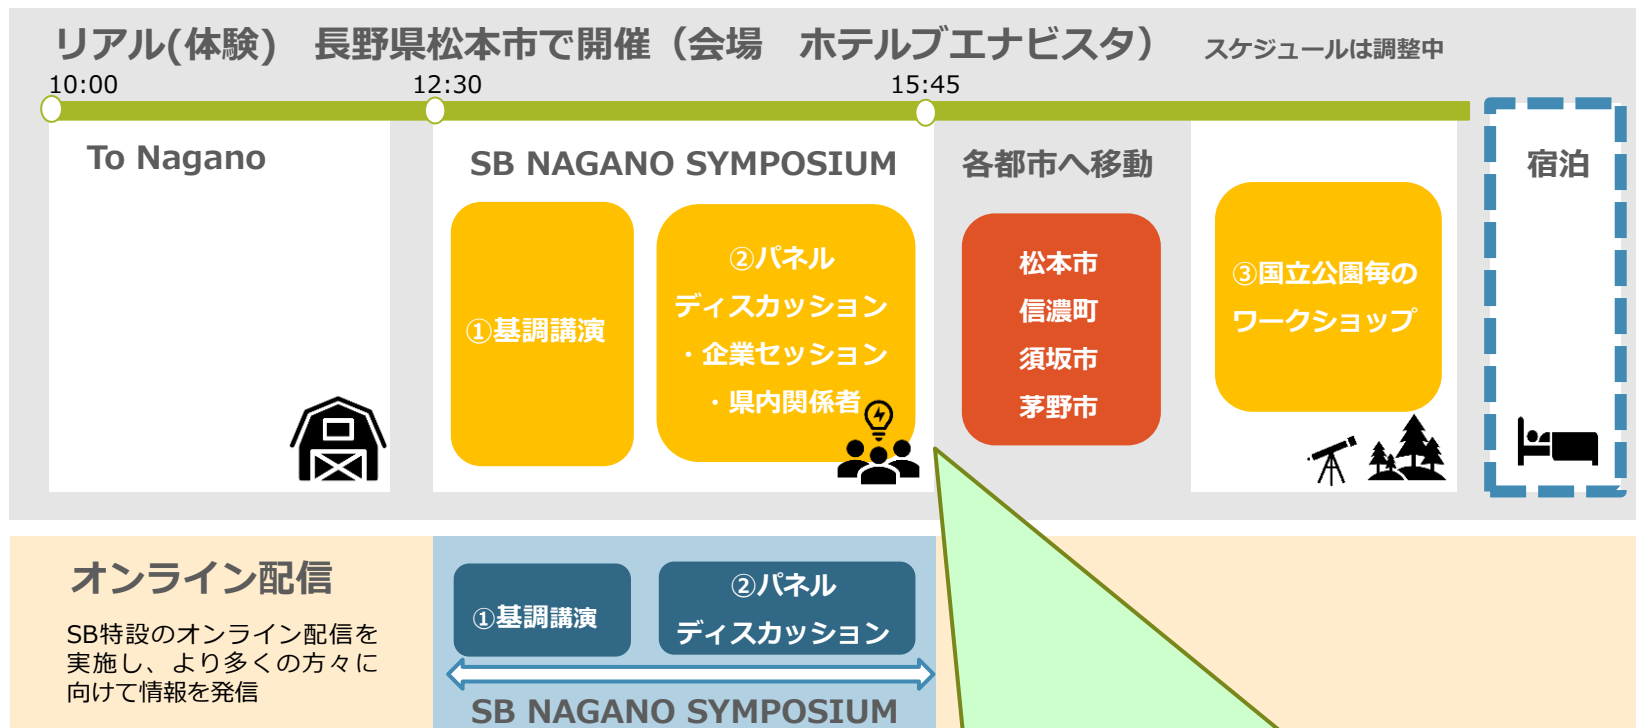 リアル(体験)　長野県松本市で開催（会場　ホテルブエナビスタ）　スケジュールは調整中
10:00
12:30
15:45
To Nagano
SB NAGANO SYMPOSIUM
各都市へ移動
宿泊
①基調講演
②パネル
ディスカッション
・企業セッション
・県内関係者
松本市
信濃町
須坂市
茅野市
③国立公園毎の
ワークショップ
オンライン配信
SB特設のオンライン配信を
実施し、より多くの方々に
向けて情報を発信
①基調講演
②パネル
ディスカッション
SB NAGANO SYMPOSIUM